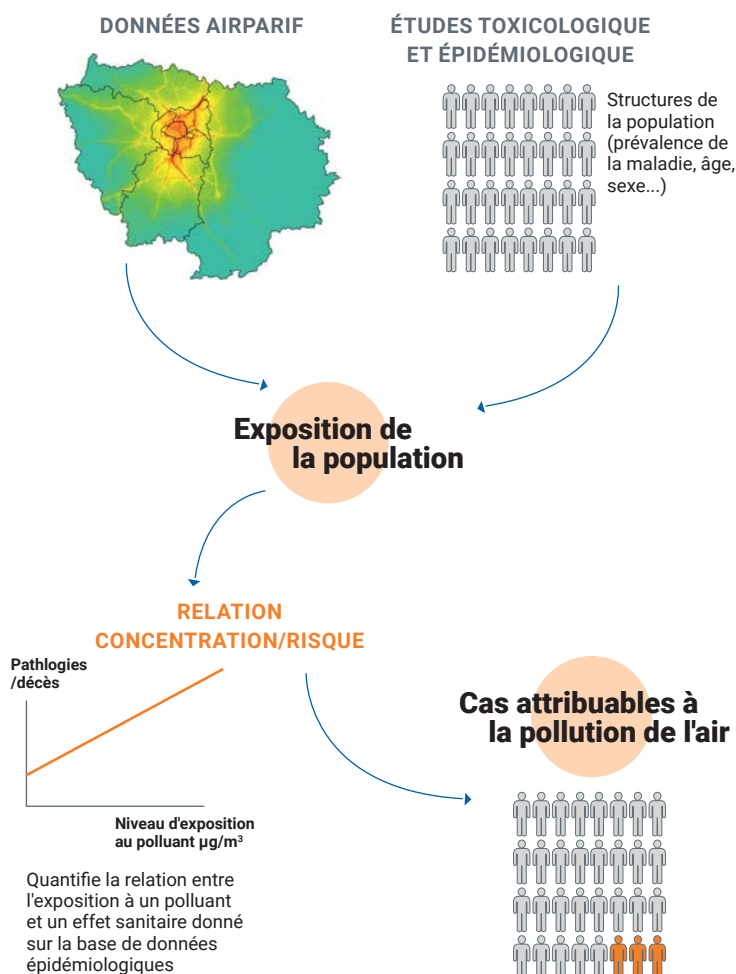 DONNÉES AIRPARIF
ÉTUDES TOXICOLOGIQUE
ET ÉPIDÉMIOLOGIQUE
Structures de
la population
(prévalence de
la maladie, âge,
sexe...)
Exposition de
la population
RELATION
CONCENTRATION/RISQUE
Pathlogies
/décès
Niveau d'exposition
au polluant µg/m³
Quantifie la relation entre
l'exposition à un polluant
et un effet sanitaire donné
sur la base de données
épidémiologiques
Cas attribuables à
la pollution de l'air